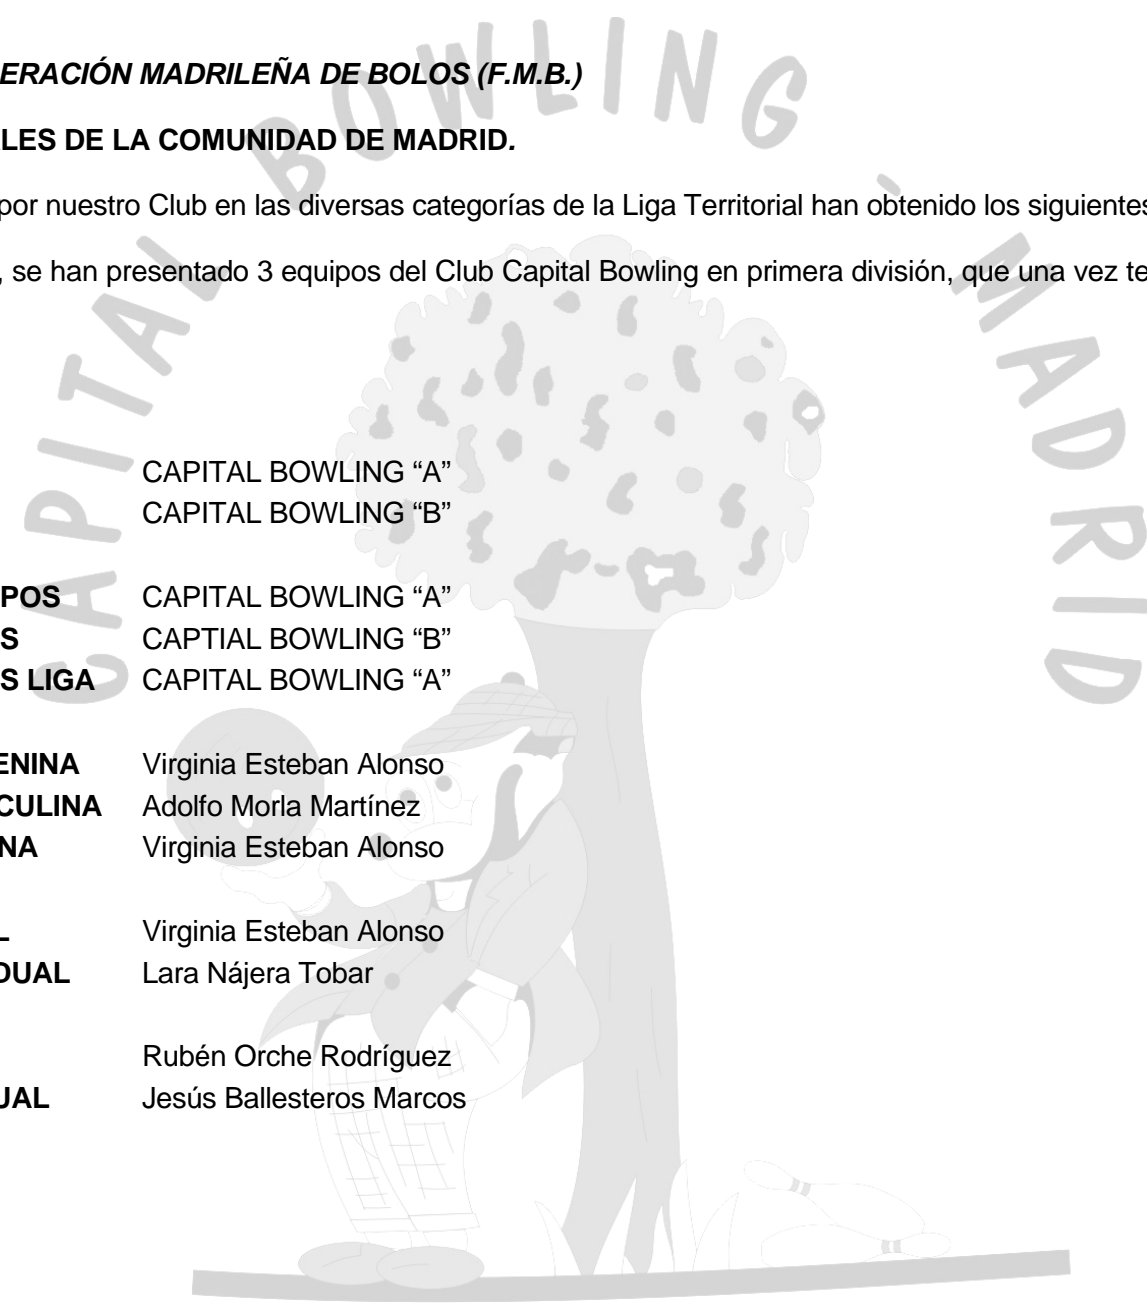 CAPITAL BOWLING - MADRID
ERACIÓN MADRILEÑA DE BOLOS (F.M.B.)
ALES DE LA COMUNIDAD DE MADRID.
por nuestro Club en las diversas categorías de la Liga Territorial han obtenido los siguientes
, se han presentado 3 equipos del Club Capital Bowling en primera división, que una vez te
CAPITAL BOWLING “A”
CAPITAL BOWLING “B”
POS CAPITAL BOWLING “A”
S CAPTIAL BOWLING “B”
S LIGA CAPITAL BOWLING “A”
ENINA Virginia Esteban Alonso
CULINA Adolfo Morla Martínez
NA Virginia Esteban Alonso
L Virginia Esteban Alonso
DUAL Lara Nájera Tobar
Rubén Orche Rodríguez
UAL Jesús Ballesteros Marcos